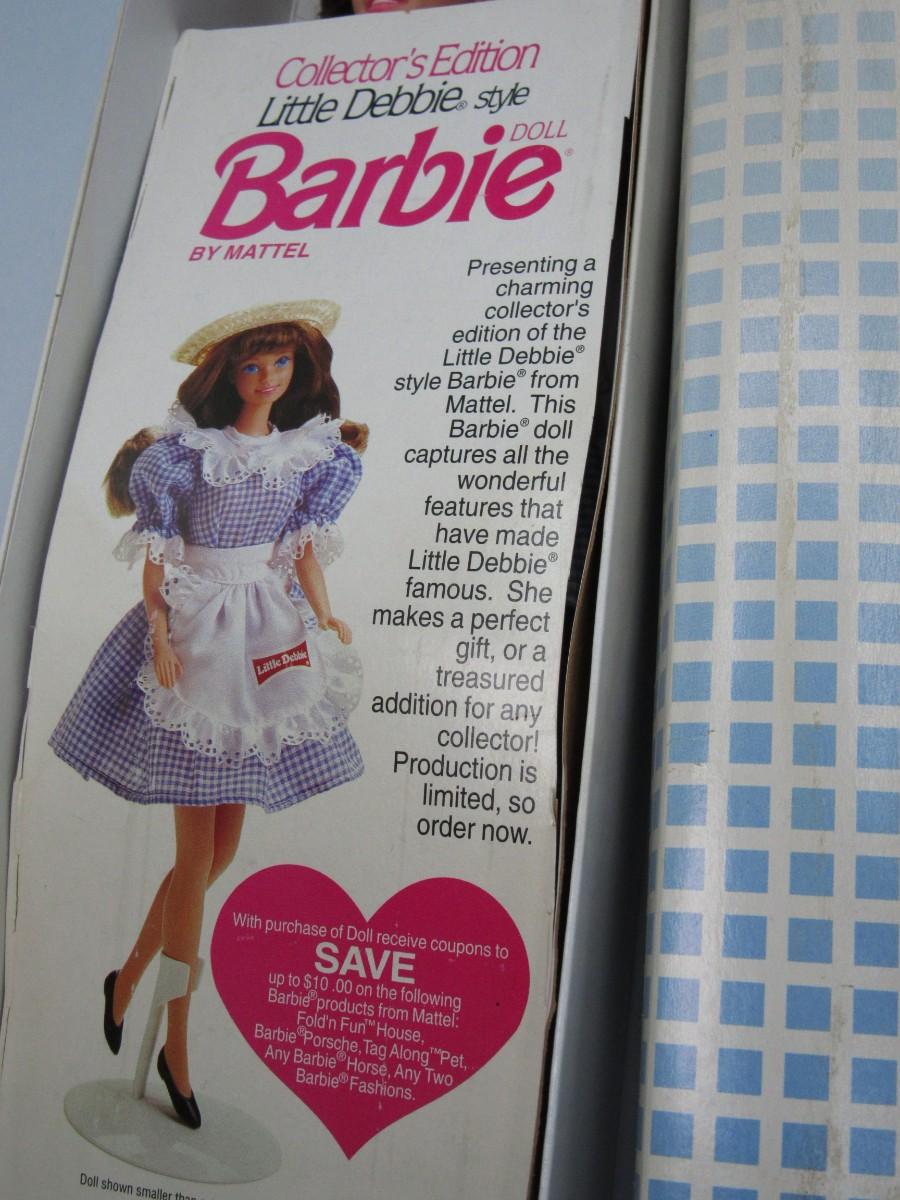 Collector's Edition
Little Debbie® style
Barbie® DOLL
BY MATTEL
Presenting a
charming
collector's
edition of the
Little Debbie®
style Barbie® from
Mattel. This
Barbie® doll
captures all the
wonderful
features that
have made
Little Debbie®
famous. She
makes a perfect
gift, or a
treasured
addition for any
collector!
Production is
limited, so
order now.
Little Debbie
With purchase of Doll receive coupons to
SAVE
up to $10 .00 on the following
Barbie® products from Mattel:
Fold'n Fun™ House,
Barbie® Porsche, Tag Along™ Pet,
Any Barbie® Horse, Any Two
Barbie® Fashions.
Doll shown smaller